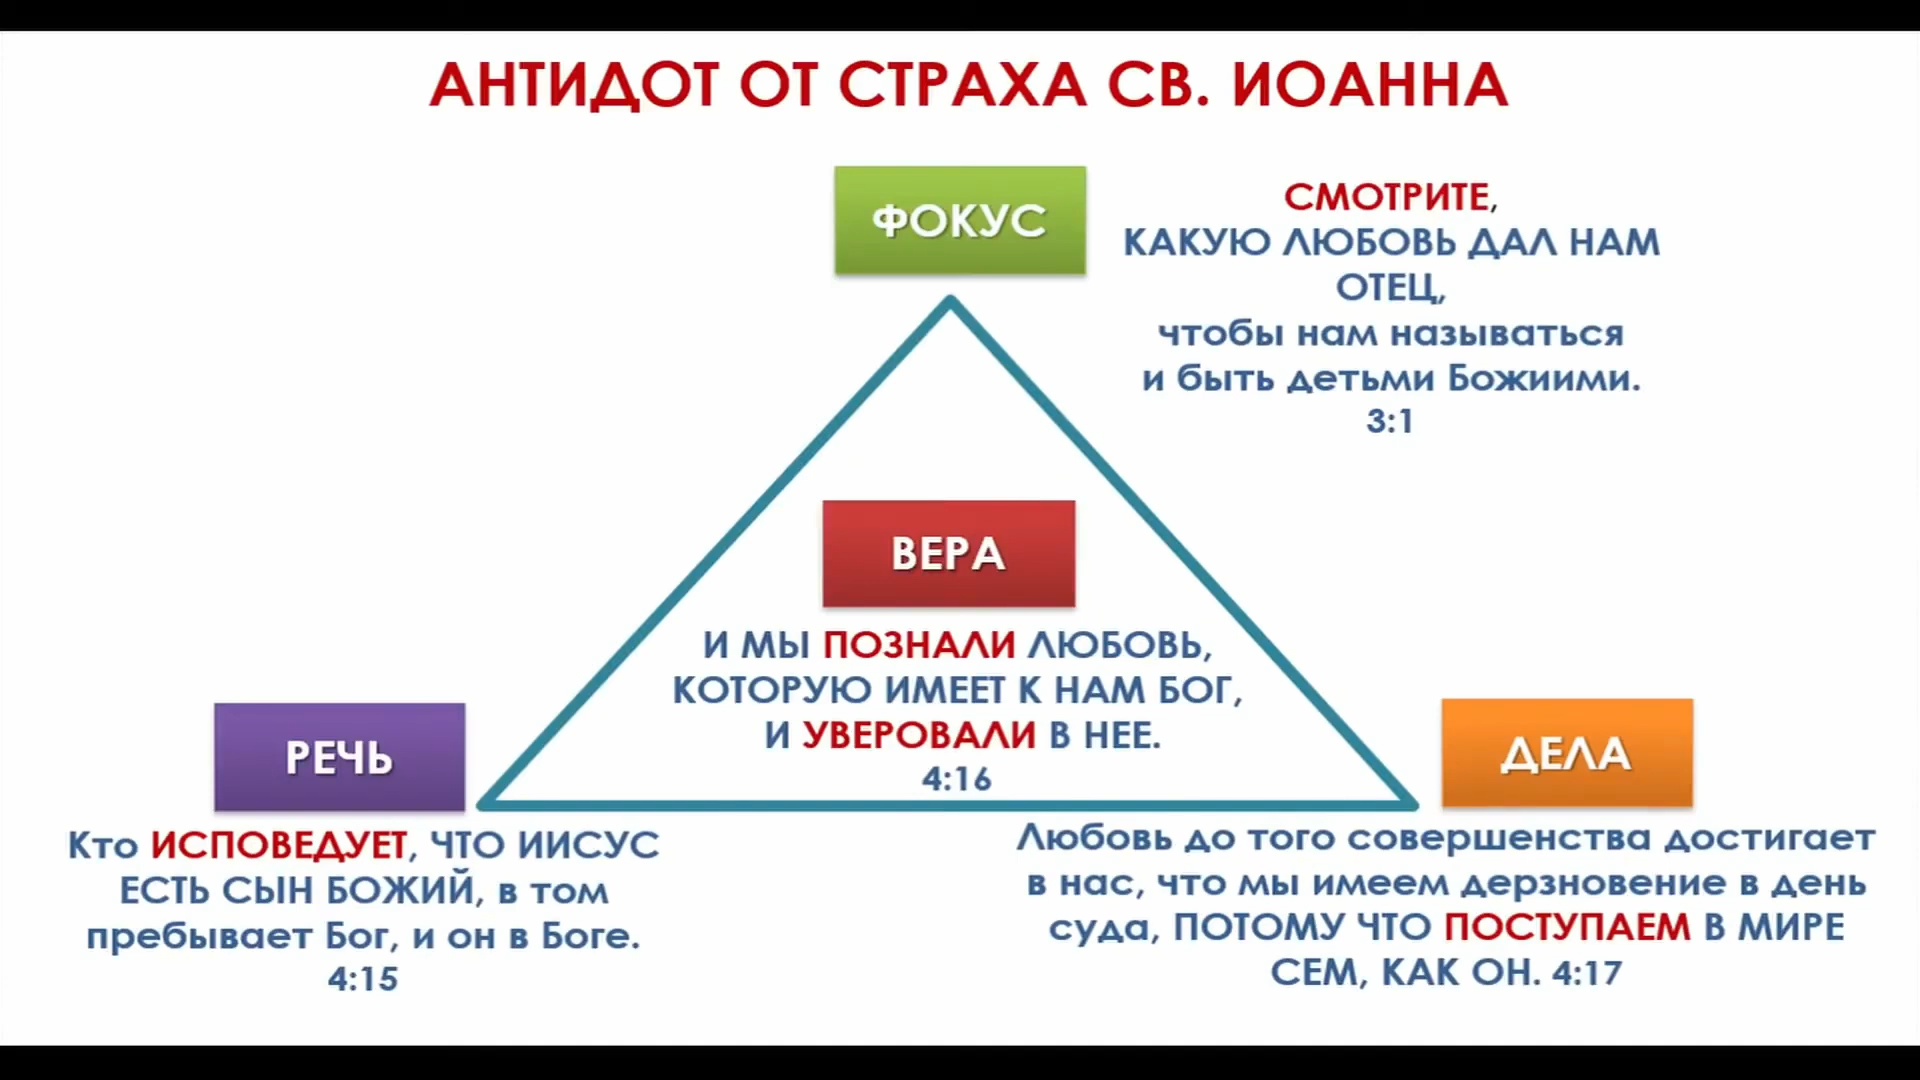 АНТИДОТ ОТ СТРАХА СВ. ИОАННА
ФОКУС
СМОТРИТЕ,
КАКУЮ ЛЮБОВЬ ДАЛ НАМ
ОТЕЦ,
чтобы нам называться
и быть детьми Божиими.
3:1
ВЕРА
И МЫ ПОЗНАЛИ ЛЮБОВЬ,
КОТОРУЮ ИМЕЕТ К НАМ БОГ,
И УВЕРОВАЛИ В НЕЕ.
4:16
РЕЧЬ
Кто ИСПОВЕДУЕТ, ЧТО ИИСУС
ЕСТЬ СЫН БОЖИЙ, в том
пребывает Бог, и он в Боге.
4:15
ДЕЛА
Любовь до того совершенства достигает
в нас, что мы имеем дерзновение в день
суда, ПОТОМУ ЧТО ПОСТУПАЕМ В МИРЕ
СЕМ, КАК ОН. 4:17